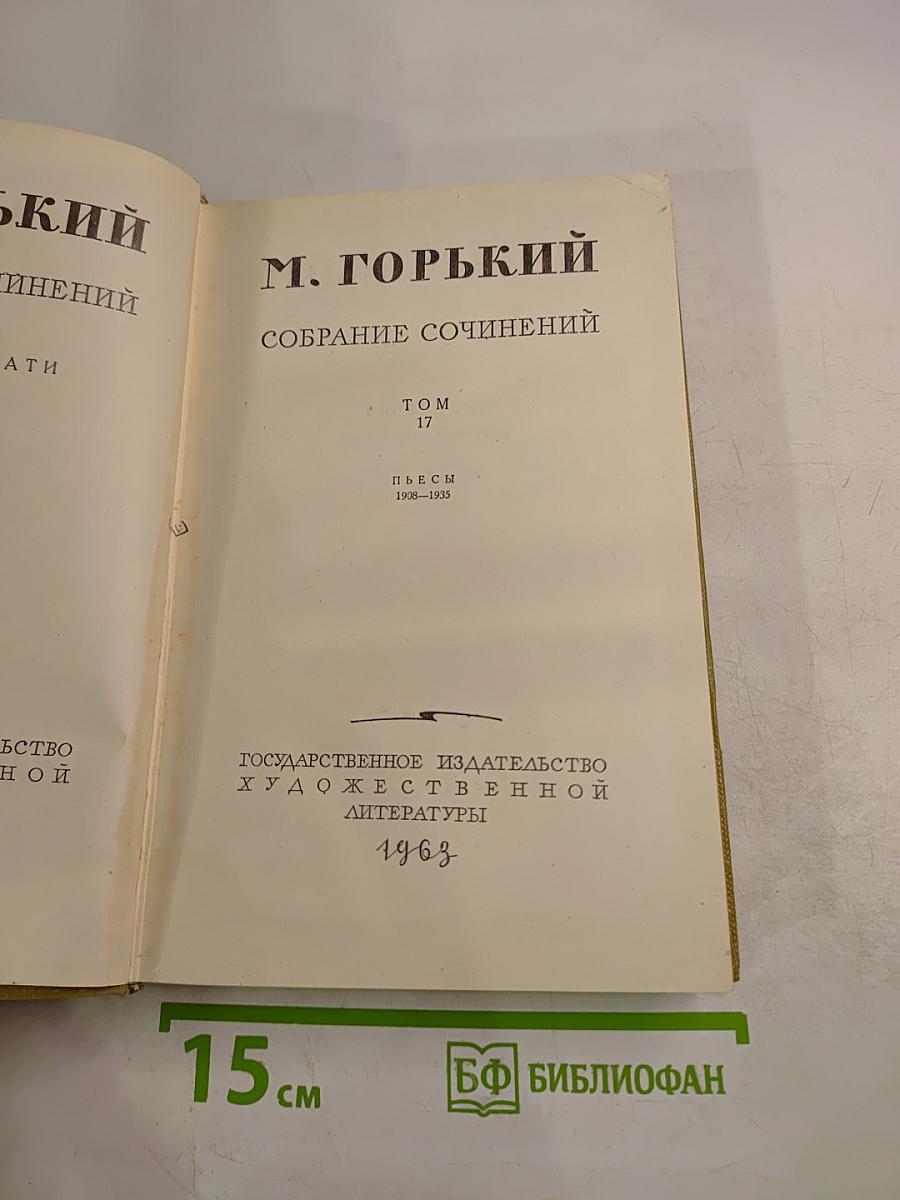 ЬКИЙ
ЧИНЕНИЙ
АТИ
ЬСТВО
НОЙ
М. ГОРЬКИЙ
СОБРАНИЕ СОЧИНЕНИЙ
ТОМ
17
ПЬЕСЫ
1908—1935
ГОСУДАРСТВЕННОЕ ИЗДАТЕЛЬСТВО
ХУДОЖЕСТВЕННОЙ
ЛИТЕРАТУРЫ
1963
15 см
БФ БИБЛИОФАН